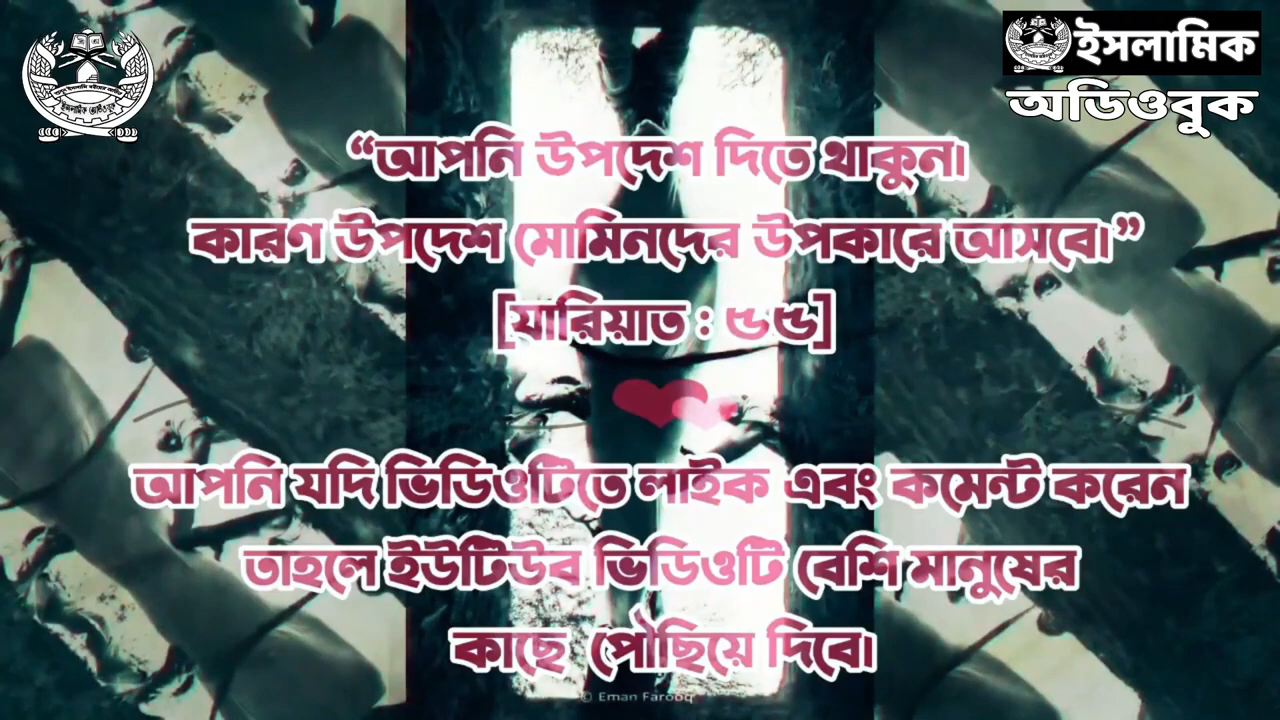 ইসলামিক
অডিওবুক
“আপনি উপদেশ দিতে থাকুন।
কারণ উপদেশ মোমিনদের উপকারে আসবে।”
[যারিয়াত : ৫৫]
আপনি যদি ভিডিওটিতে লাইক এবং কমেন্ট করেন
তাহলে ইউটিউব ভিডিওটি বেশি মানুষের
কাছে পৌছিয়ে দিবে।
© Eman Farooq